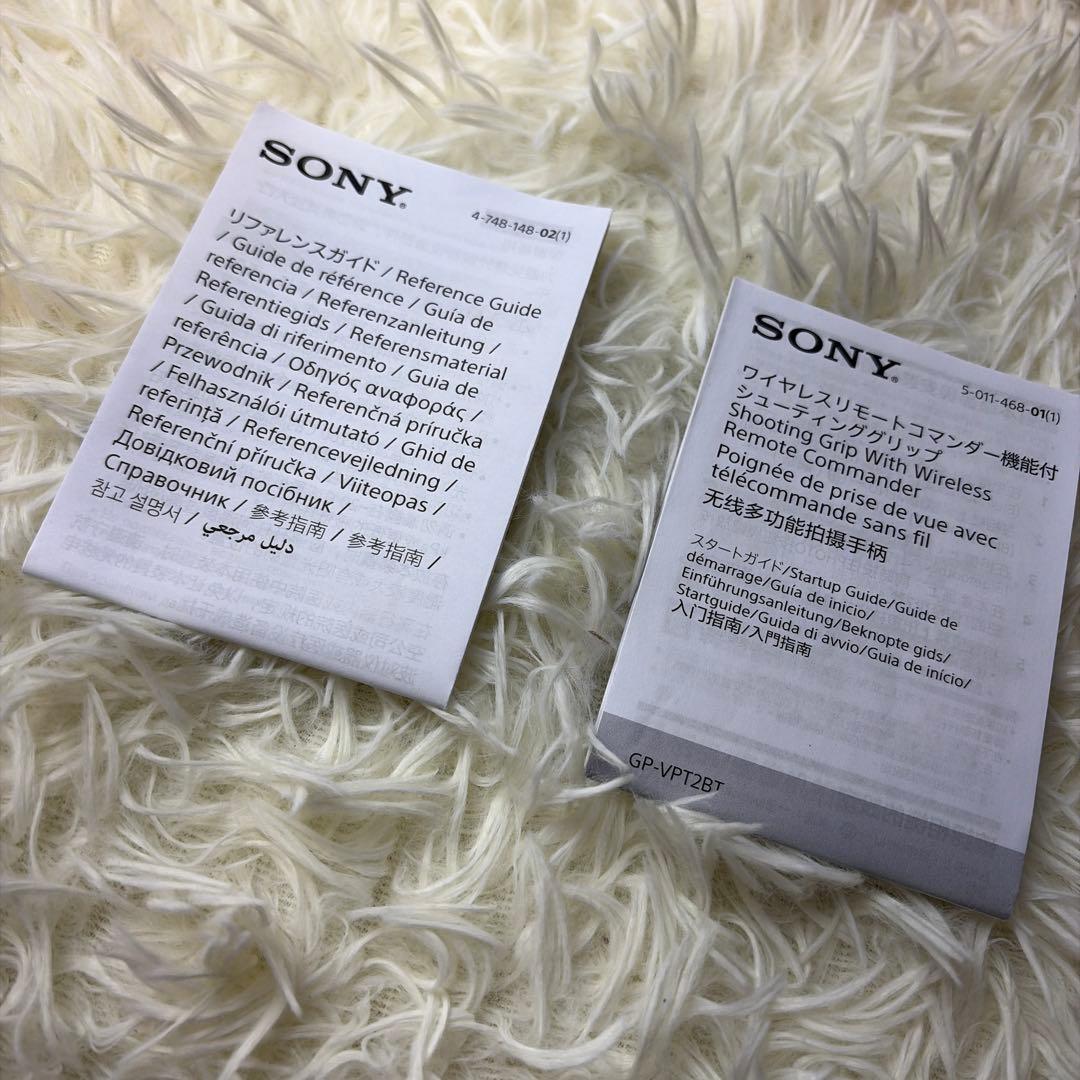 SONY®
4-748-148-02(1)
リファレンスガイド / Reference Guide
/ Guide de référence / Guía de
referencia / Referenzanleitung /
Referentiegids / Referensmaterial
/ Guida di riferimento / Guia de
referência / Οδηγός αναφοράς /
Przewodnik / Referenčná príručka
/ Felhasználói útmutató / Ghid de
referinţă / Referencevejledning /
Referenční příručka / Viiteopas /
Довідковий посібник /
Справочник / 參考指南 / 参考指南 /
참고 설명서 / دليل مرجعي
SONY®
5-011-468-01(1)
ワイヤレスリモートコマンダー機能付
シューティンググリップ
Shooting Grip With Wireless
Remote Commander
Poignée de prise de vue avec
télécommande sans fil
无线多功能拍摄手柄
スタートガイド/Startup Guide/Guide de
démarrage/Guía de inicio/
Einführungsanleitung/Beknopte gids/
Startguide/Guida di avvio/Guia de início/
入门指南/入門指南
GP-VPT2BT